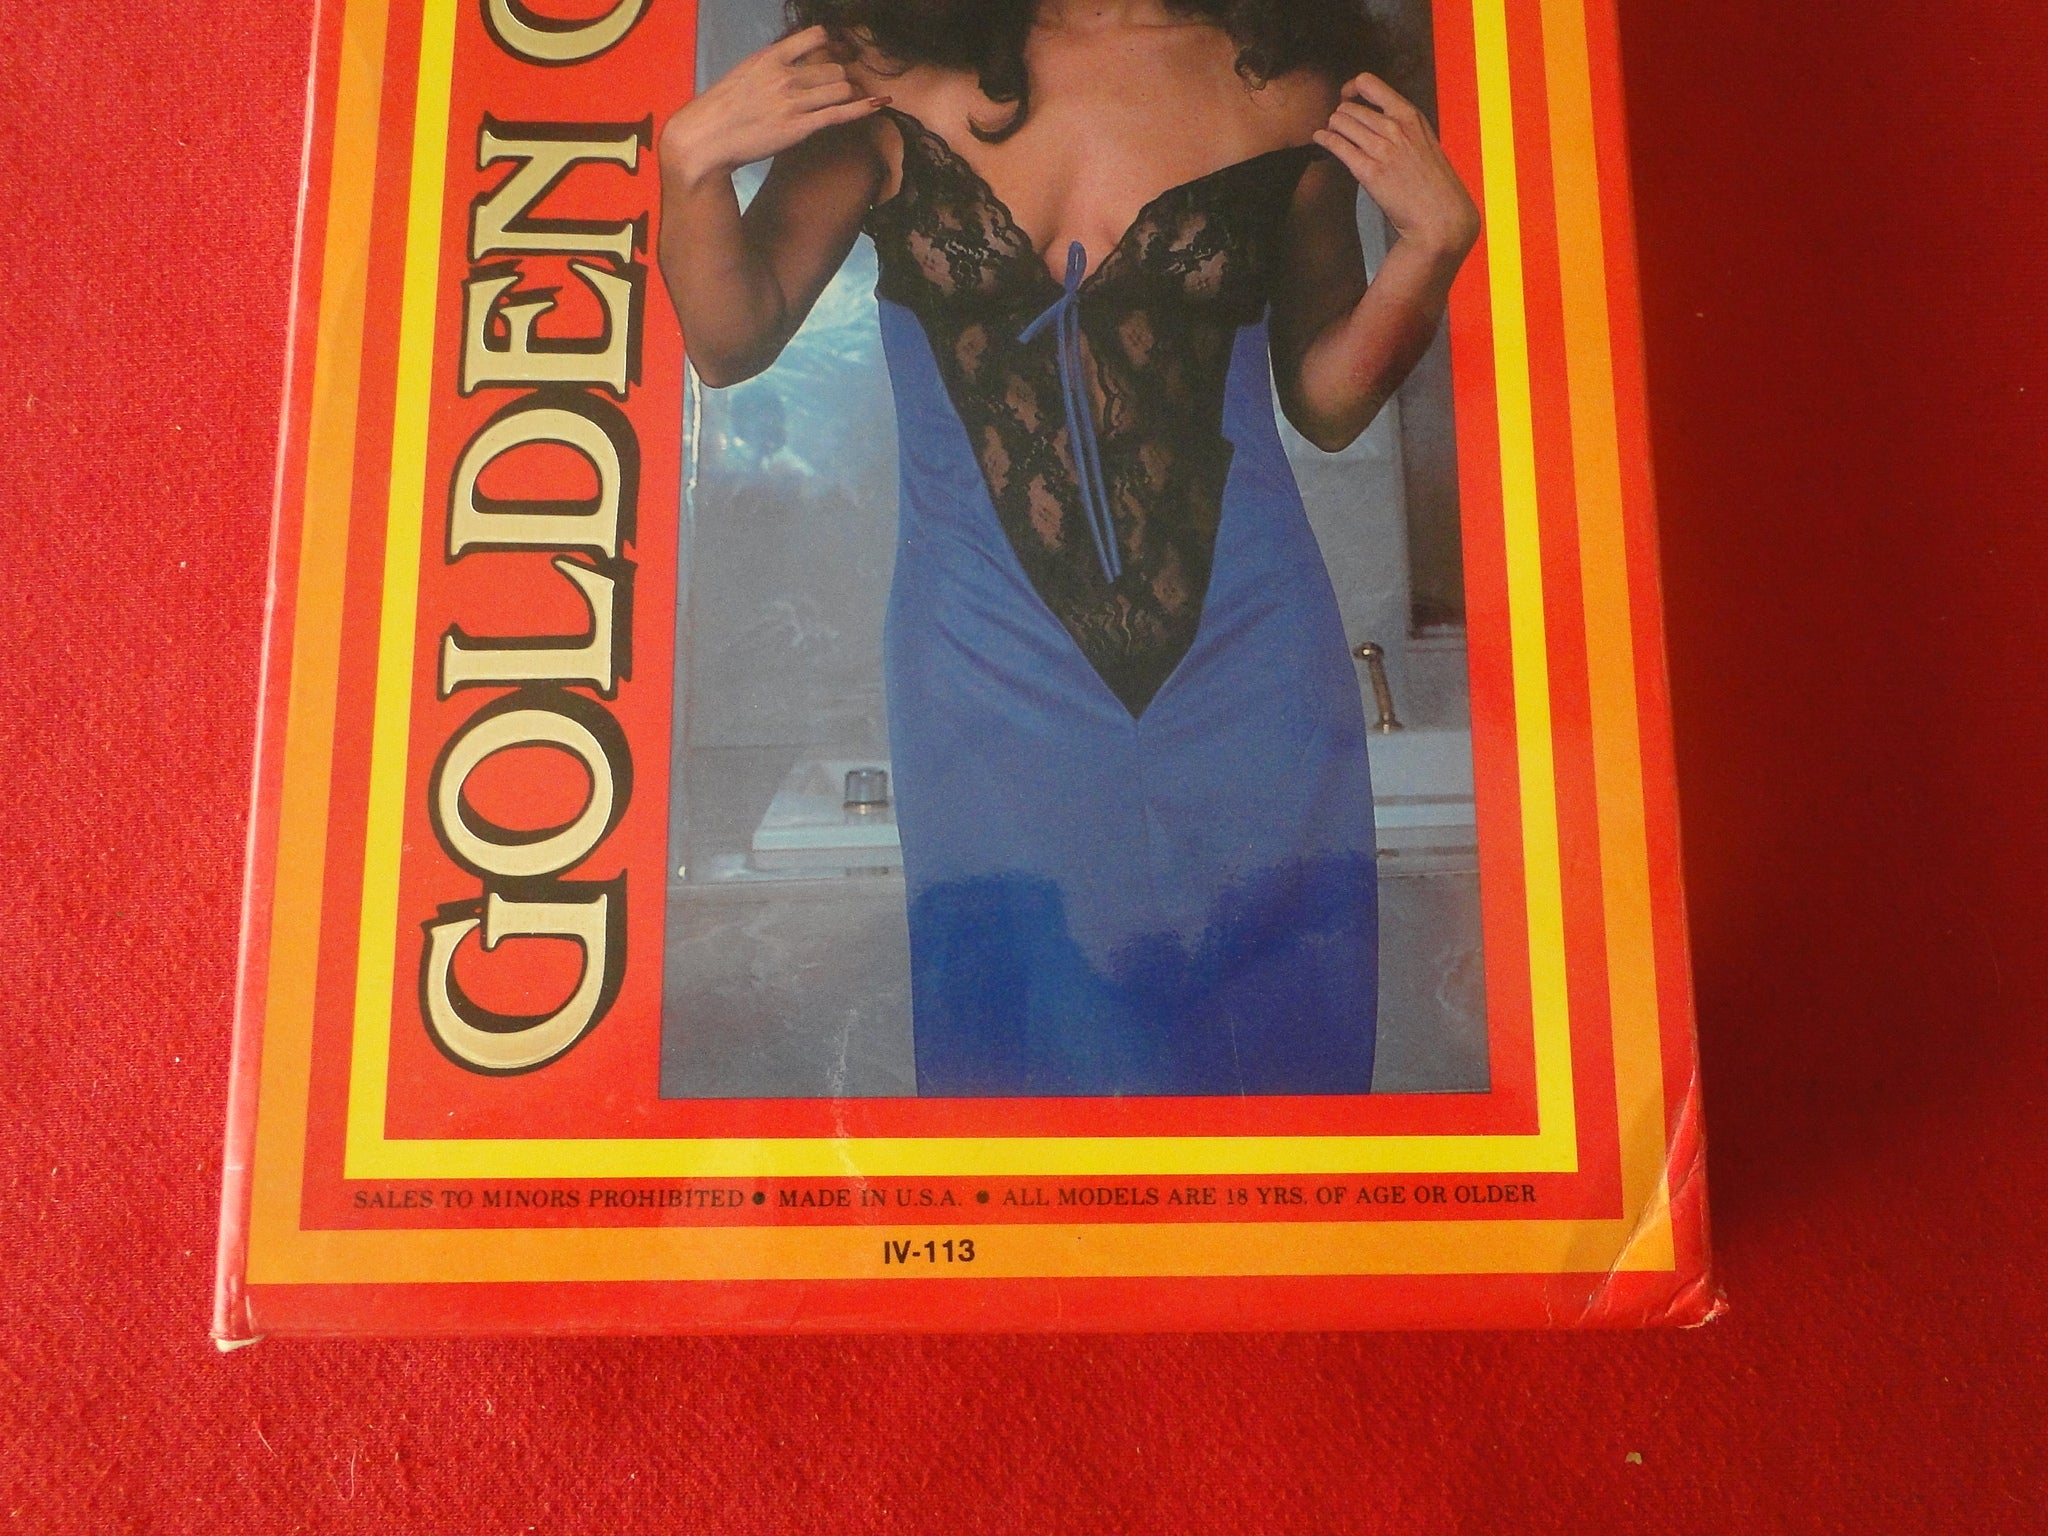 GOLDEN
SALES TO MINORS PROHIBITED ● MADE IN U.S.A. ● ALL MODELS ARE 18 YRS. OF AGE OR OLDER
IV-113